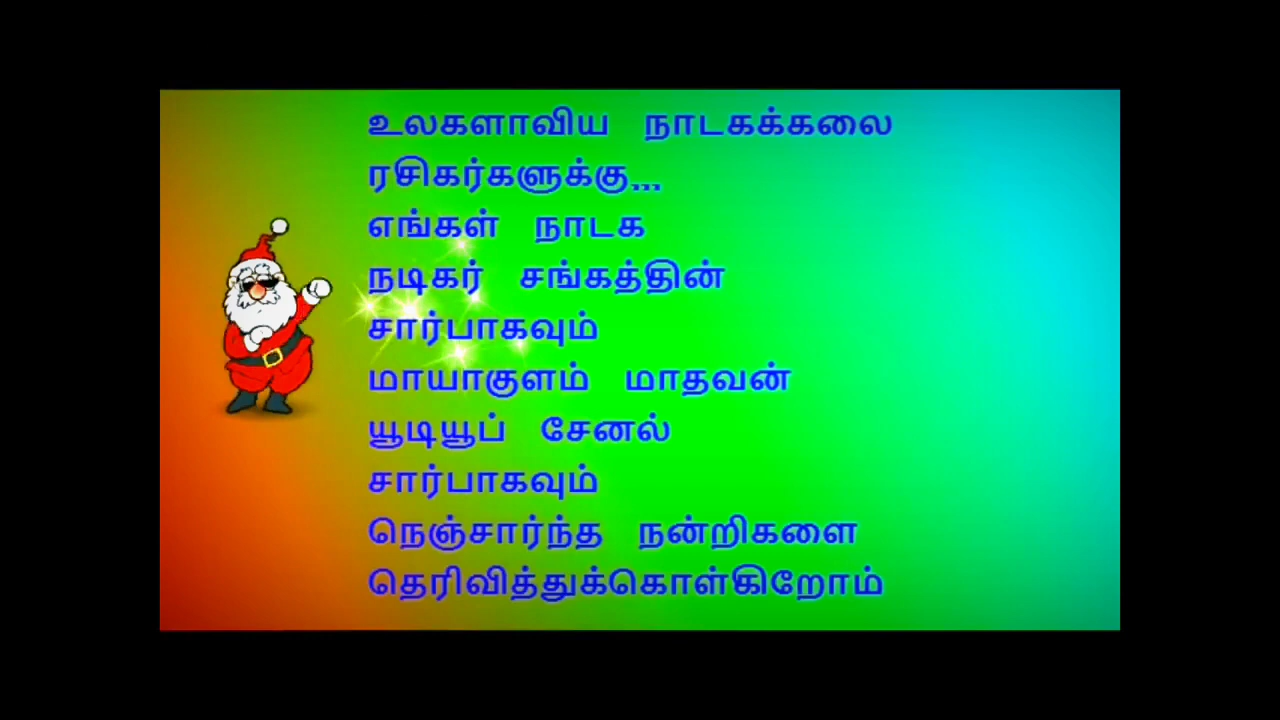 உலகளாவிய நாடகக்கலை
ரசிகர்களுக்கு...
எங்கள் நாடக
நடிகர் சங்கத்தின்
சார்பாகவும்
மாயாகுளம் மாதவன்
யூடியூப் சேனல்
சார்பாகவும்
நெஞ்சார்ந்த நன்றிகளை
தெரிவித்துக்கொள்கிறோம்